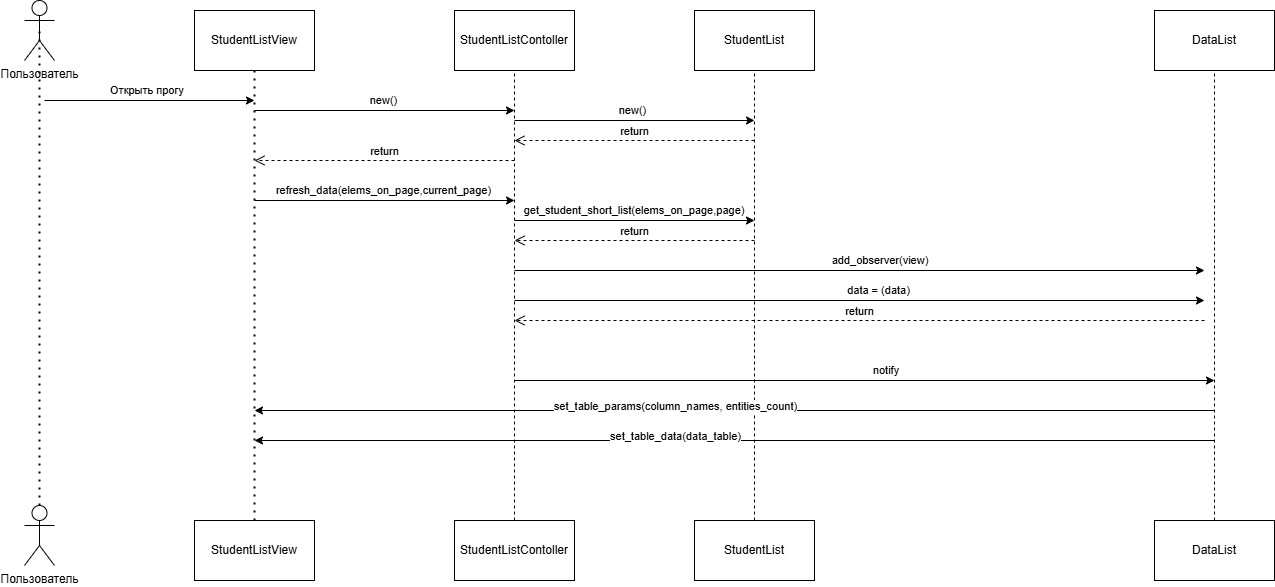 StudentListView
StudentListContoller
StudentList
DataList
Пользователь
Открыть прогу
new()
new()
return
return
refresh_data(elems_on_page,current_page)
get_student_short_list(elems_on_page,page)
return
add_observer(view)
data = (data)
return
notify
set_table_params(column_names, entities_count)
set_table_data(data_table)
StudentListView
StudentListContoller
StudentList
DataList
Пользователь